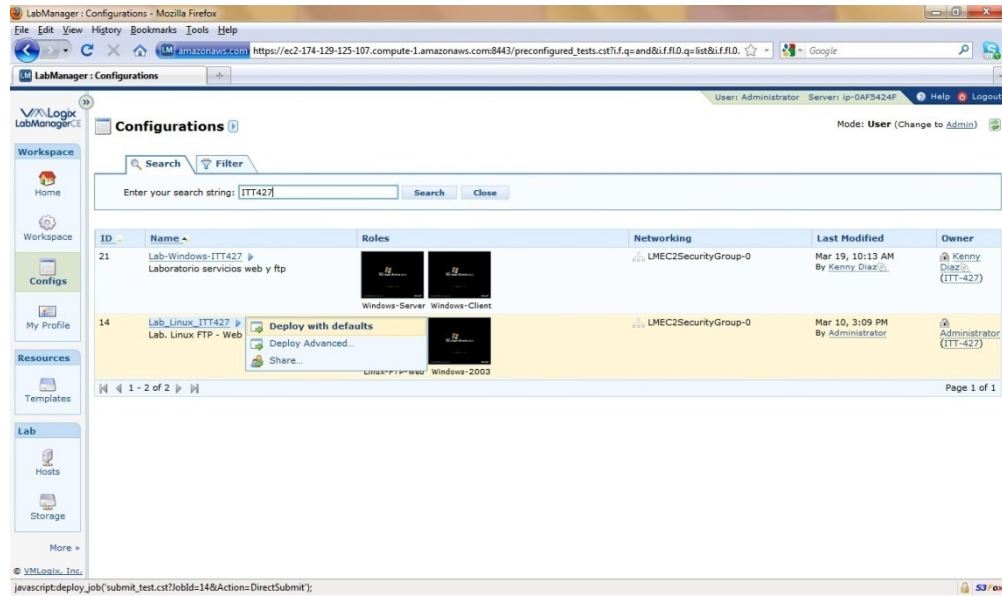 LabManager : Configurations - Mozilla Firefox
File Edit View History Bookmarks Tools Help
amazonaws.com https://ec2-174-129-125-107.compute-1.amazonaws.com:8443/preconfigured_tests.cst?i.f.q=and&i.f.fl.0.q=list&i.f.fl.0. Google
LM LabManager : Configurations
User: Administrator Server: ip-0AF5424F Help Logout
VMLogix
LabManagerCE
Configurations
Mode: User (Change to Admin)
Workspace
Home
Workspace
Configs
My Profile
Resources
Templates
Lab
Hosts
Storage
More »
© VMLogix, Inc.
Search Filter
Enter your search string: ITT427 Search Close
ID Name Roles Networking Last Modified Owner
21 Lab-Windows-ITT427 LMEC2SecurityGroup-0 Mar 19, 10:13 AM Kenny
Laboratorio servicios web y ftp By Kenny Diaz Diaz
(ITT-427)
Windows-Server Windows-Client
14 Lab_Linux_ITT427 LMEC2SecurityGroup-0 Mar 10, 3:09 PM
Lab. Linux FTP - Web By Administrator Administrator
(ITT-427)
Deploy with defaults
Deploy Advanced...
Share...
Linux-FTP-Web Windows-2003
1 - 2 of 2 Page 1 of 1
javascript:deploy_job('submit_test.cst?JobId=14&Action=DirectSubmit'); S3Fox